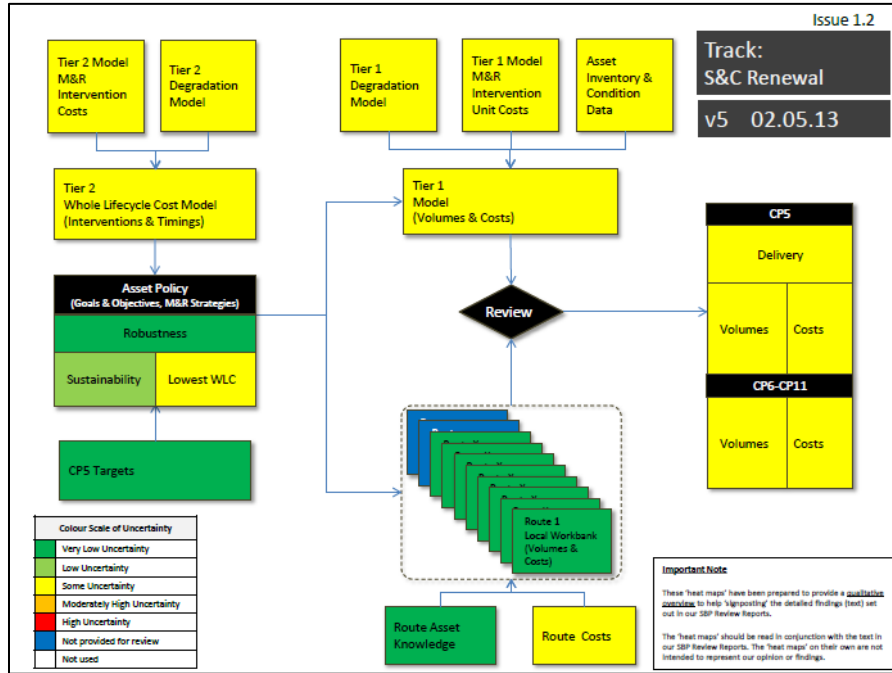 Issue 1.2
Track:
S&C Renewal
v5 02.05.13
Tier 2 Model
M&R
Intervention
Costs
Tier 2
Degradation
Model
Tier 1
Degradation
Model
Tier 1 Model
M&R
Intervention
Unit Costs
Asset
Inventory &
Condition
Data
Tier 2
Whole Lifecycle Cost Model
(Interventions & Timings)
Tier 1
Model
(Volumes & Costs)
Asset Policy
(Goals & Objectives, M&R Strategies)
Robustness
Sustainability
Lowest WLC
CP5 Targets
Review
CP5
Delivery
Volumes
Costs
CP6-CP11
Volumes
Costs
Route 1
Local Workbank
(Volumes &
Costs)
Route Asset
Knowledge
Route Costs
Colour Scale of Uncertainty
Very Low Uncertainty
Low Uncertainty
Some Uncertainty
Moderately High Uncertainty
High Uncertainty
Not provided for review
Not used
Important Note
These 'heat maps' have been prepared to provide a qualitative
overview to help 'signposting' the detailed findings (text) set
out in our SBP Review Reports.
The 'heat maps' should be read in conjunction with the text in
our SBP Review Reports. The 'heat maps' on their own are not
intended to represent our opinion or findings.